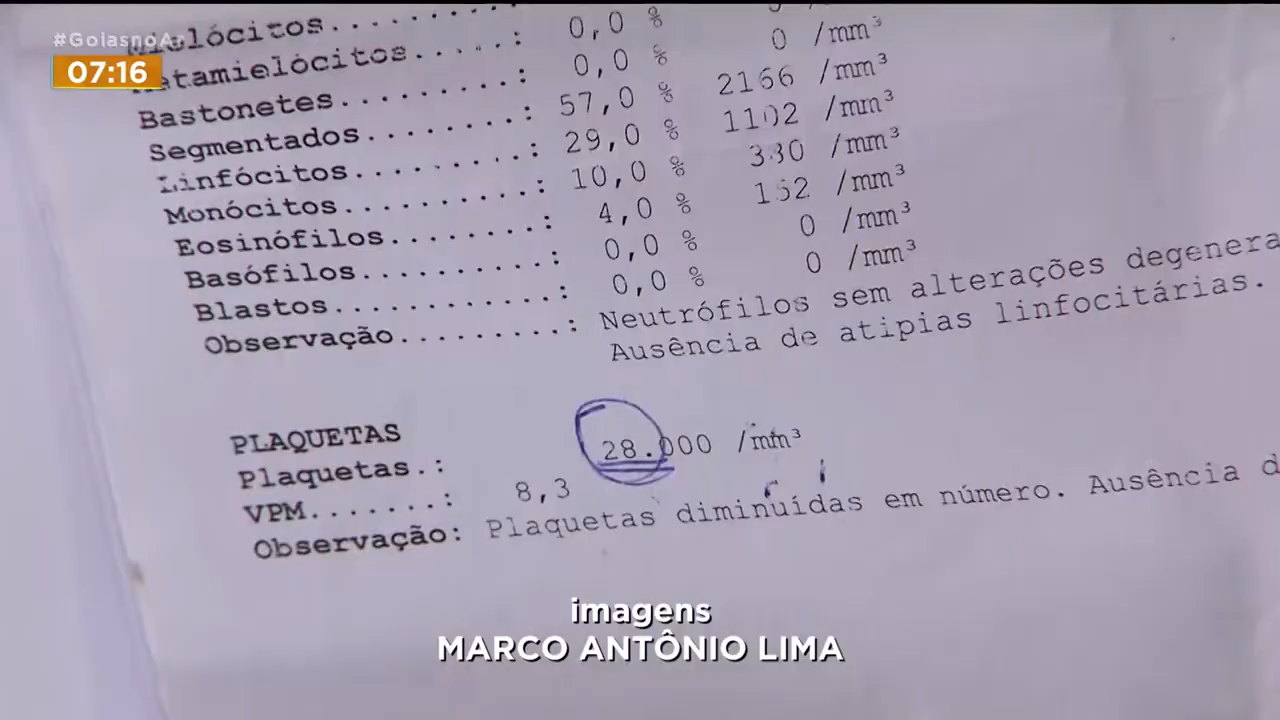 #GoiasnoAr
07:16
0,0 %
Metamielócitos......: 0,0 % 0 /mm³
Bastonetes..........: 0,0 % 0 /mm³
Segmentados.........: 57,0 % 2166 /mm³
Linfócitos..........: 29,0 % 1102 /mm³
Monócitos...........: 10,0 % 380 /mm³
Eosinófilos.........: 4,0 % 152 /mm³
Basófilos...........: 0,0 % 0 /mm³
Blastos.............: 0,0 % 0 /mm³
Observação..........: Neutrófilos sem alterações
Ausência de atipias linfocitárias.
PLAQUETAS
Plaquetas.: 28.000 /mm³
VPM.......: 8,3
Observação: Plaquetas diminuídas em número. Ausência d
imagens
MARCO ANTÔNIO LIMA